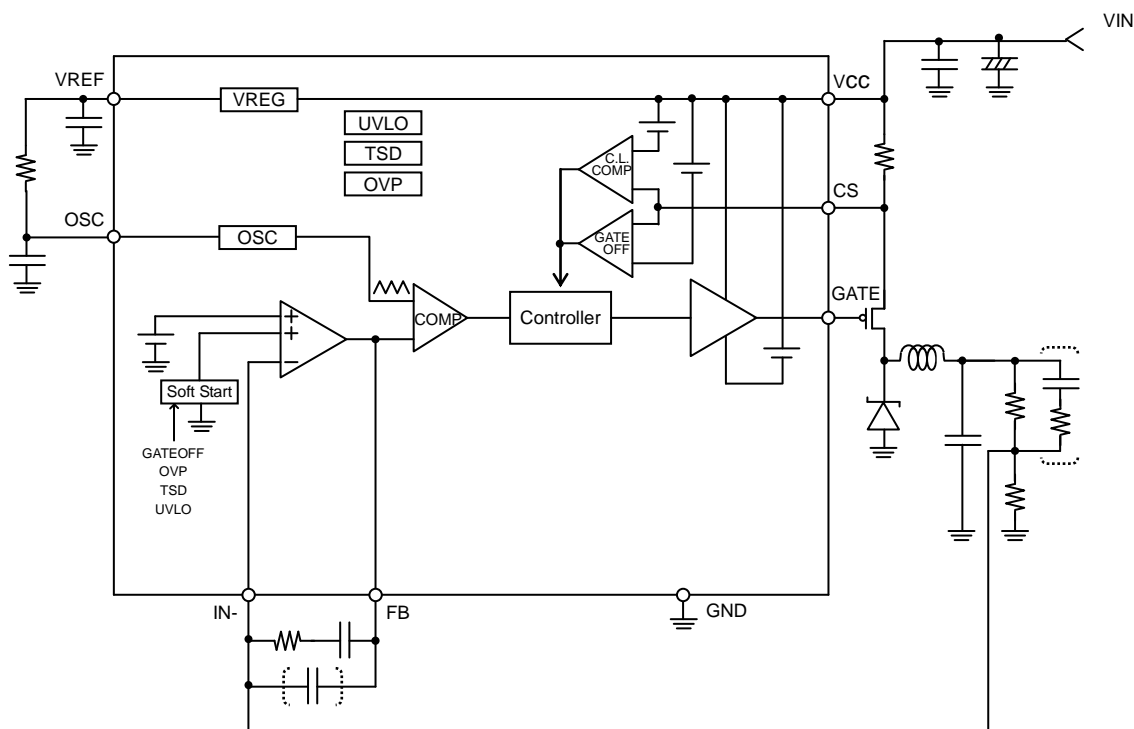 VIN
VREF
VREG
VCC
UVLO
TSD
OVP
C.L.
COMP
CS
OSC
OSC
GATE
OFF
GATE
COMP
Controller
Soft Start
GATEOFF
OVP
TSD
UVLO
IN-
FB
GND